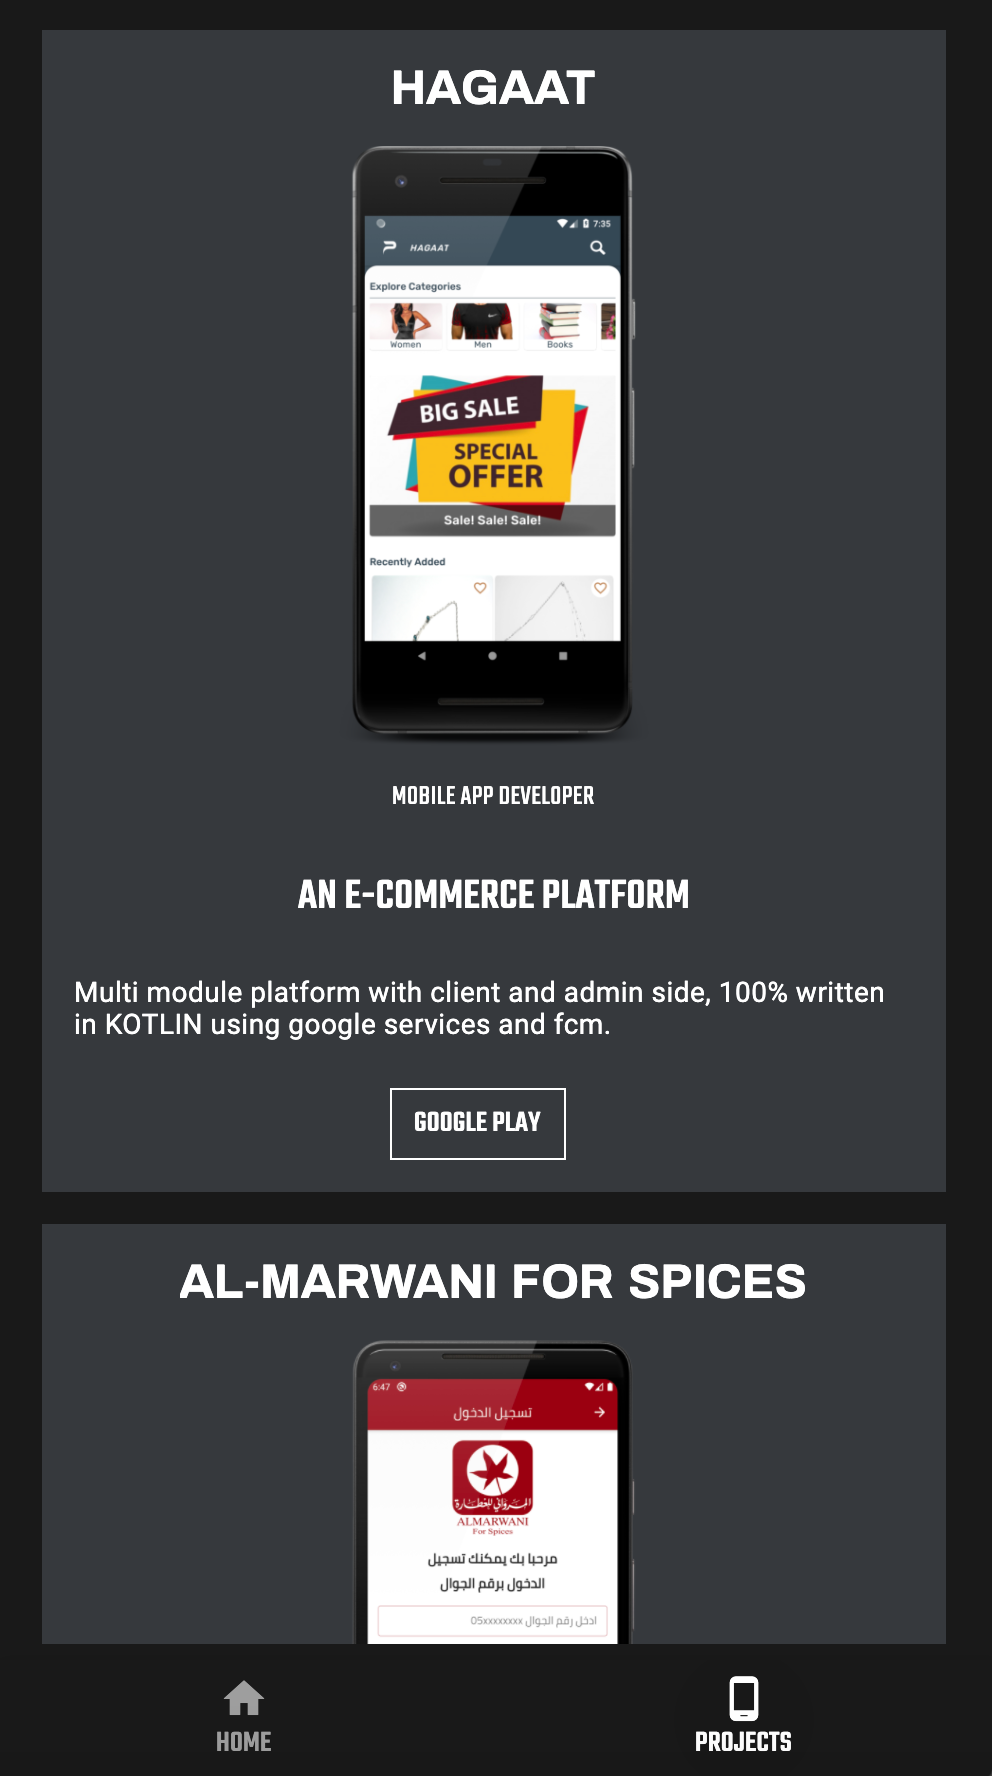 HAGAAT
7:35
HAGAAT
Explore Categories
Women
Men
Books
BIG SALE
SPECIAL
OFFER
Sale! Sale! Sale!
Recently Added
MOBILE APP DEVELOPER
AN E-COMMERCE PLATFORM
Multi module platform with client and admin side, 100% written
in KOTLIN using google services and fcm.
GOOGLE PLAY
AL-MARWANI FOR SPICES
6:47
تسجيل الدخول
المرواني للعطارة
ALMARWANI
For Spices
مرحبا بك يمكنك تسجيل
الدخول برقم الجوال
ادخل رقم الجوال 05xxxxxxxx
HOME
PROJECTS